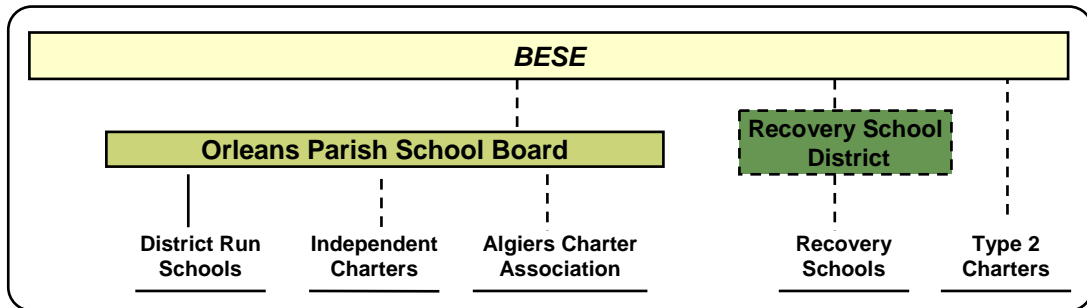 BESE
Orleans Parish School Board
Recovery School
District
District Run
Schools
Independent
Charters
Algiers Charter
Association
Recovery
Schools
Type 2
Charters